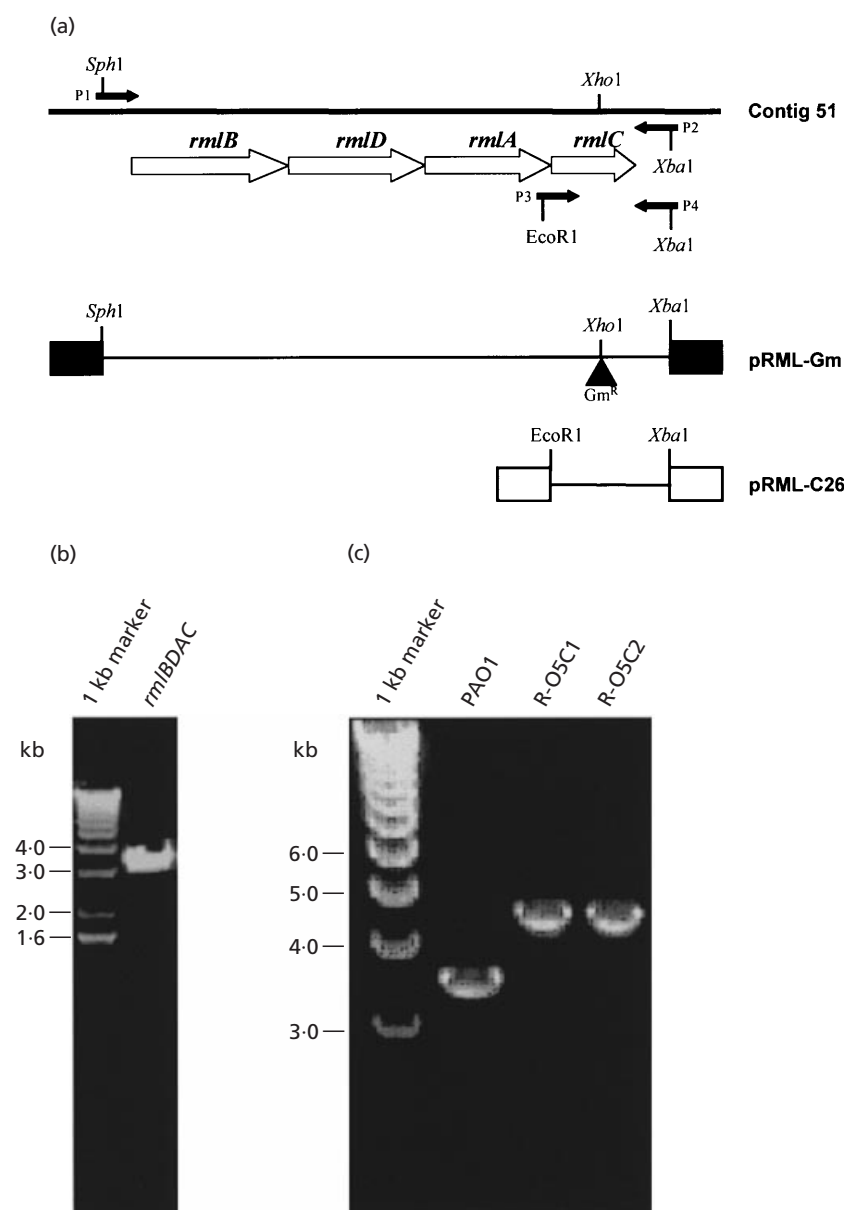 (a)
Sph1
Xho1
P1
Contig 51
P2
rmlB
rmlD
rmlA
rmlC
Xba1
P3
P4
EcoR1
Xba1
Sph1
Xho1
Xba1
pRML-Gm
GmR
EcoR1
Xba1
pRML-C26
(b)
(c)
1 kb marker
rmlBDAC
1 kb marker
PAO1
R-O5C1
R-O5C2
kb
4·0
3·0
2·0
1·6
kb
6·0
5·0
4·0
3·0